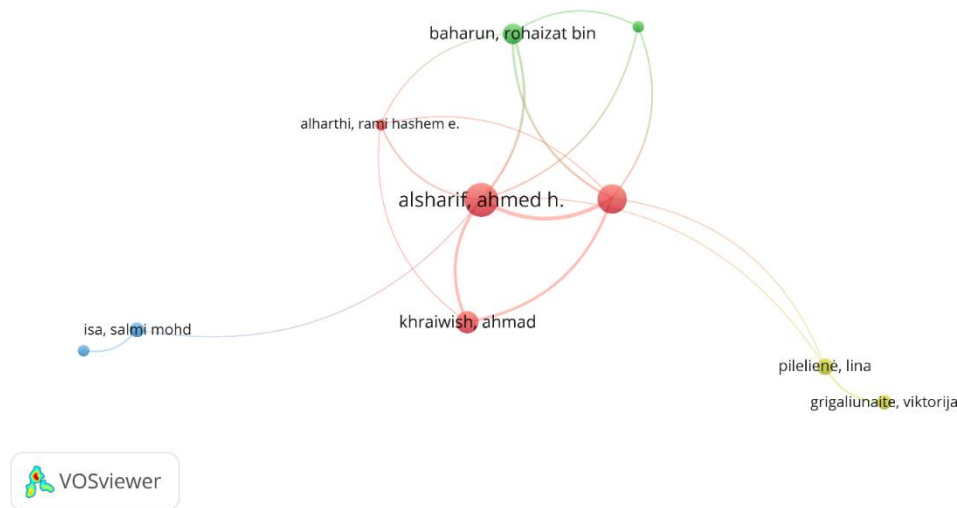 baharun, rohaizat bin
alharthi, rami hashem e.
alsharif, ahmed h.
khraiwish, ahmad
isa, salmi mohd
pilelienė, lina
grigaliunaite, viktorija
VOSviewer